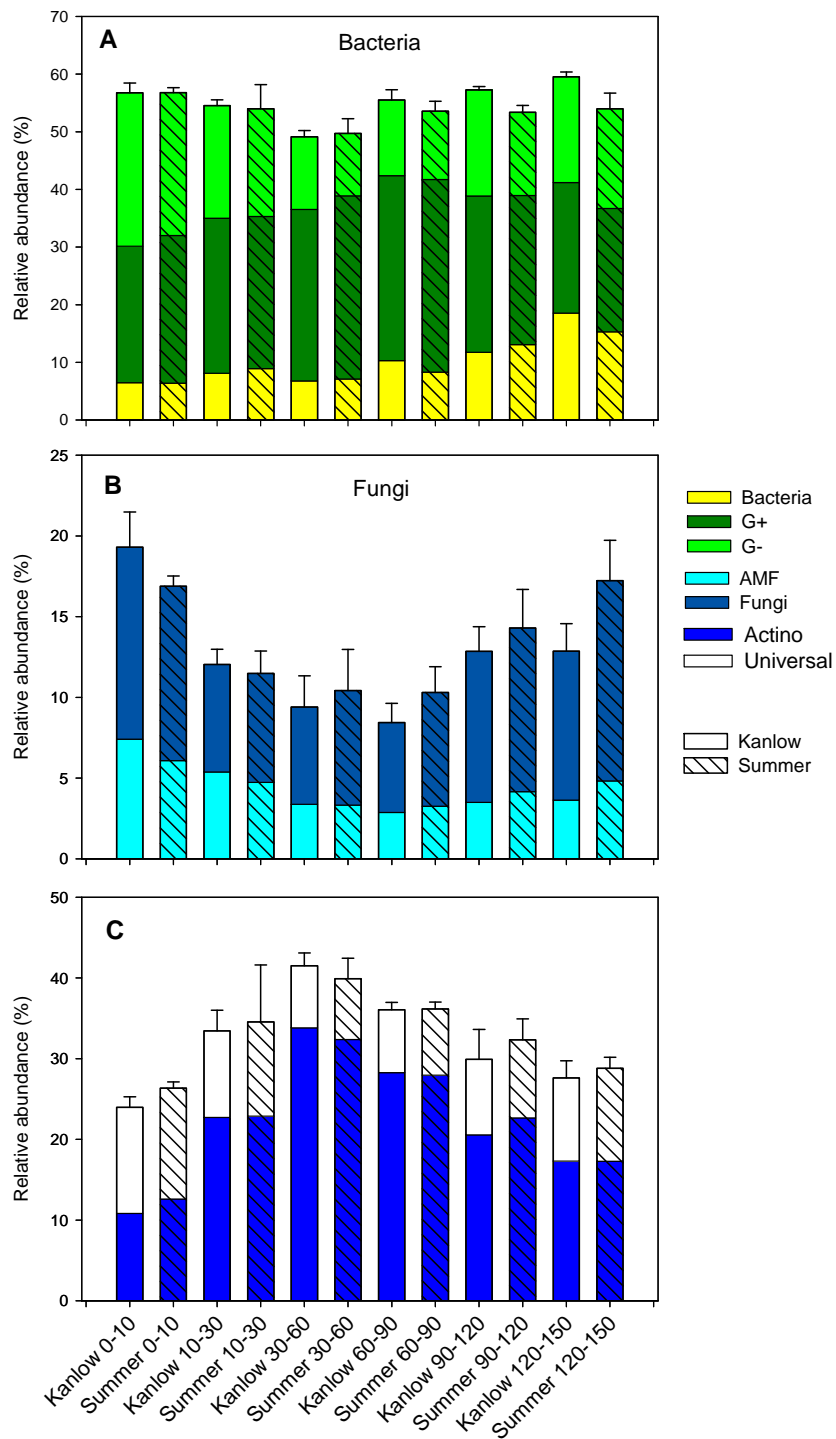 A
Bacteria
Relative abundance (%)
70
60
50
40
30
20
10
0
B
Fungi
Relative abundance (%)
25
20
15
10
5
0
Bacteria
G+
G-
AMF
Fungi
Actino
Universal
Kanlow
Summer
C
Relative abundance (%)
50
40
30
20
10
0
Kanlow 0-10
Summer 0-10
Kanlow 10-30
Summer 10-30
Kanlow 30-60
Summer 30-60
Kanlow 60-90
Summer 60-90
Kanlow 90-120
Summer 90-120
Kanlow 120-150
Summer 120-150